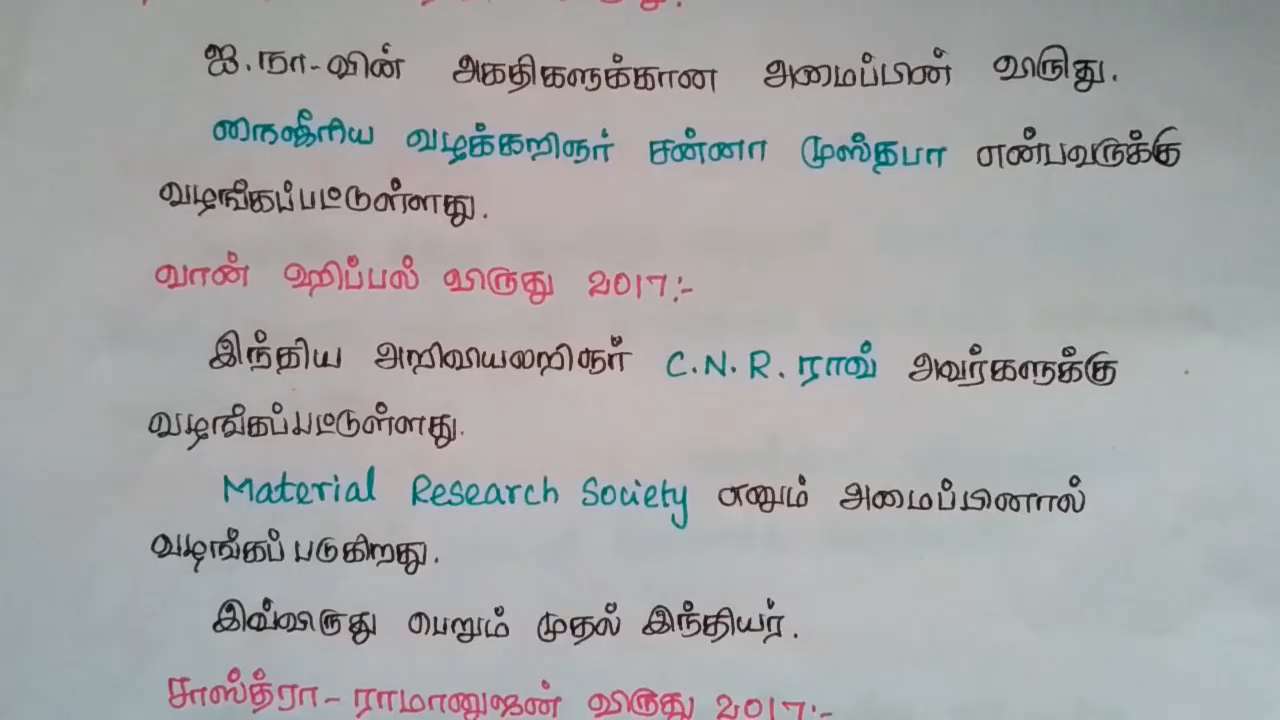 ஐ.நா-வின் அகதிகளுக்கான அமைப்பின் விருது.
நைஜீரிய வழக்கறிஞர் சன்னா முஸ்தபா என்பவருக்கு
வழங்கப்பட்டுள்ளது.
வான் ஹிப்பல் விருது 2017:-
இந்திய அறிவியலறிஞர் C.N.R. ராவ் அவர்களுக்கு
வழங்கப்பட்டுள்ளது.
Material Research Society எனும் அமைப்பினால்
வழங்கப்படுகிறது.
இவ்விருது பெறும் முதல் இந்தியர்.
சாஸ்த்ரா-ராமானுஜன் விருது 2017:-